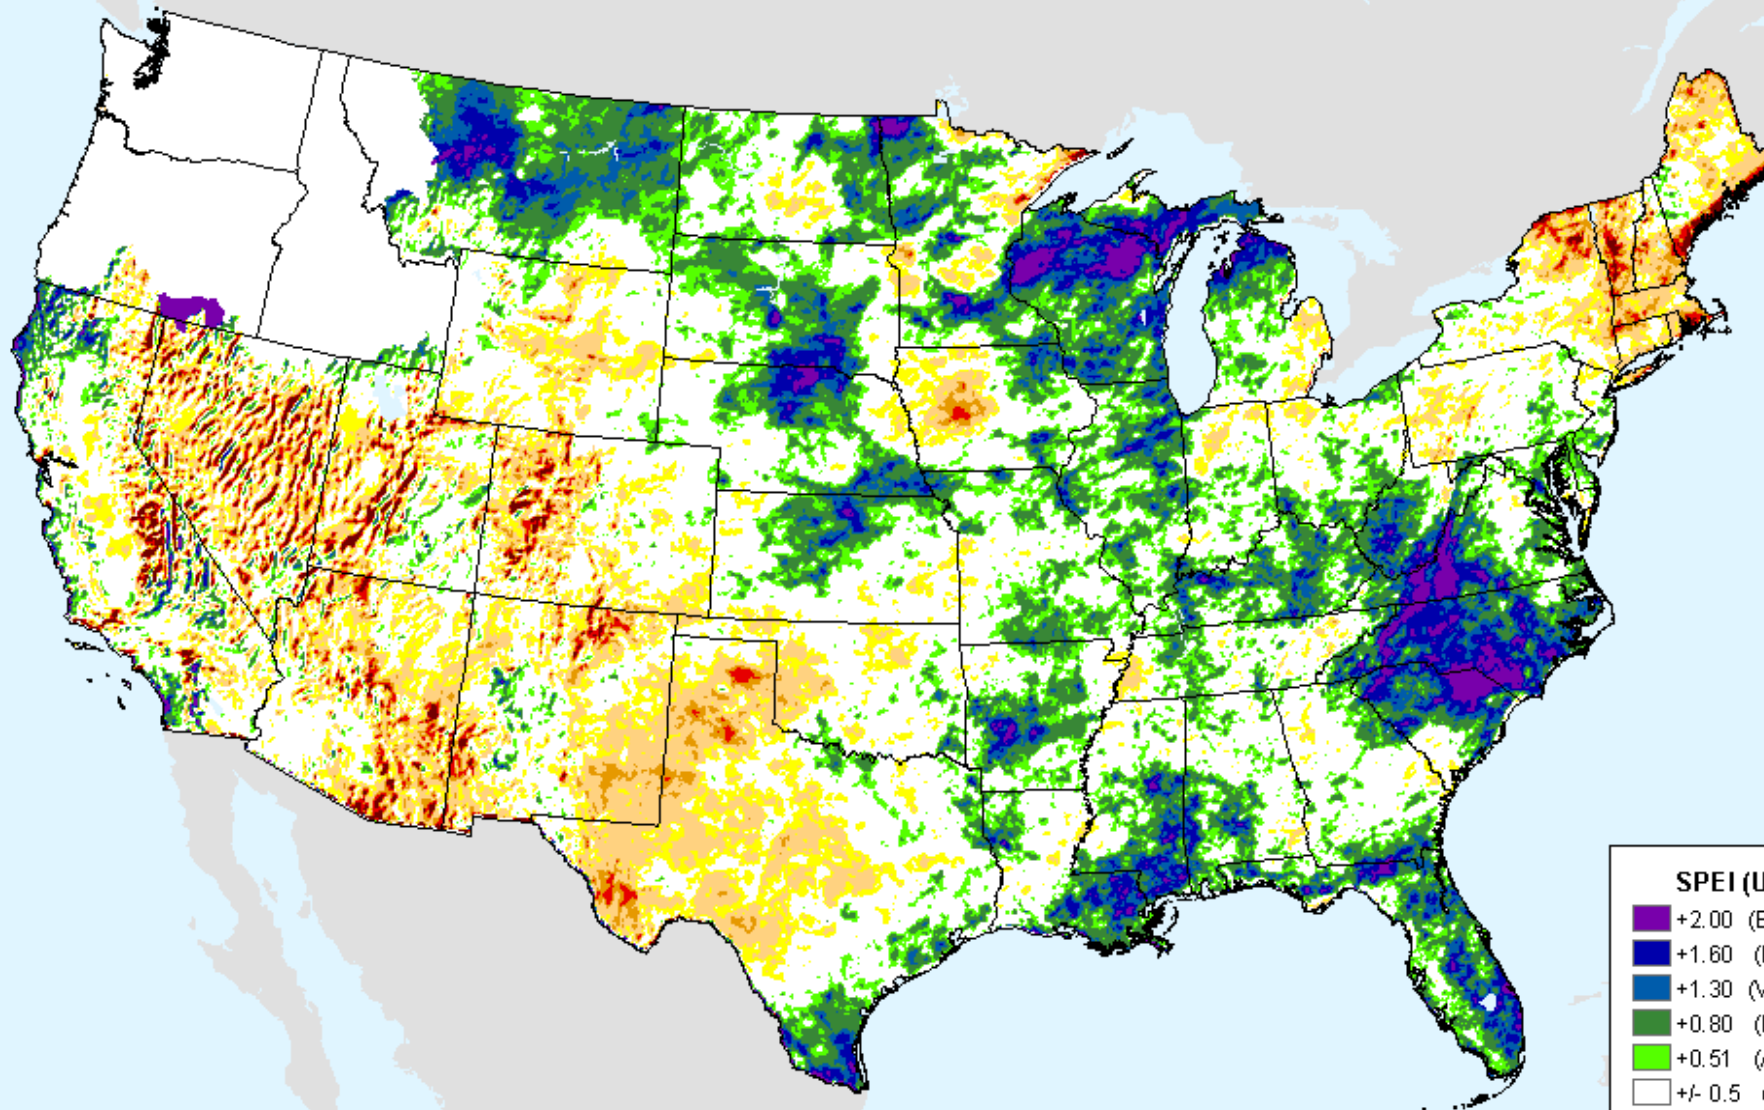 SPEI (U
+2.00 (E
+1.60 (
+1.30 (V
+0.80 (
+0.51 (
+/- 0.5